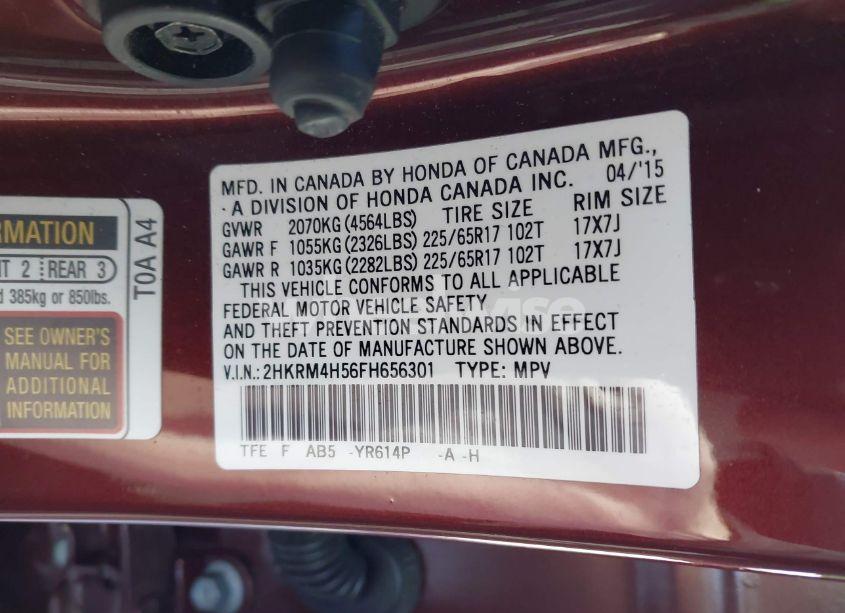 RMATION
T 2 REAR 3
385kg or 850lbs.
SEE OWNER'S
MANUAL FOR
ADDITIONAL
INFORMATION
T0A A4
MFD. IN CANADA BY HONDA OF CANADA MFG.,
-A DIVISION OF HONDA CANADA INC. 04/'15
GVWR 2070KG(4564LBS) TIRE SIZE RIM SIZE
GAWR F 1055KG(2326LBS) 225/65R17 102T 17X7J
GAWR R 1035KG(2282LBS) 225/65R17 102T 17X7J
THIS VEHICLE CONFORMS TO ALL APPLICABLE
FEDERAL MOTOR VEHICLE SAFETY
AND THEFT PREVENTION STANDARDS IN EFFECT
ON THE DATE OF MANUFACTURE SHOWN ABOVE.
V.I.N.: 2HKRM4H56FH656301 TYPE: MPV
TFE F AB5 -YR614P -A -H